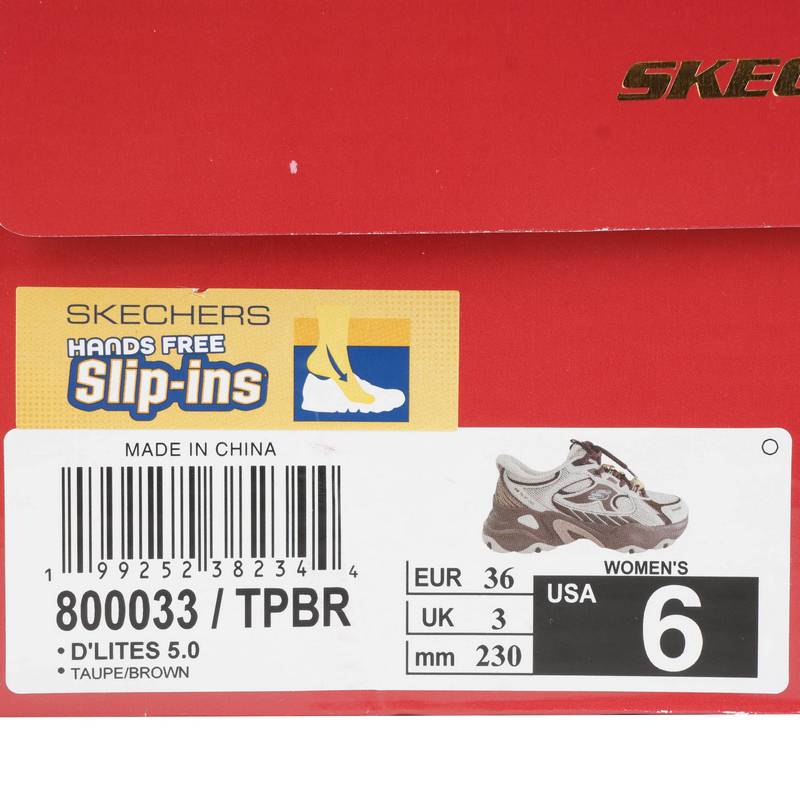 SKEC
SKECHERS
HANDS FREE
Slip-ins
MADE IN CHINA
1 99252 38234 4
800033 / TPBR
• D'LITES 5.0
• TAUPE/BROWN
EUR 36
UK 3
mm 230
WOMEN'S
USA 6